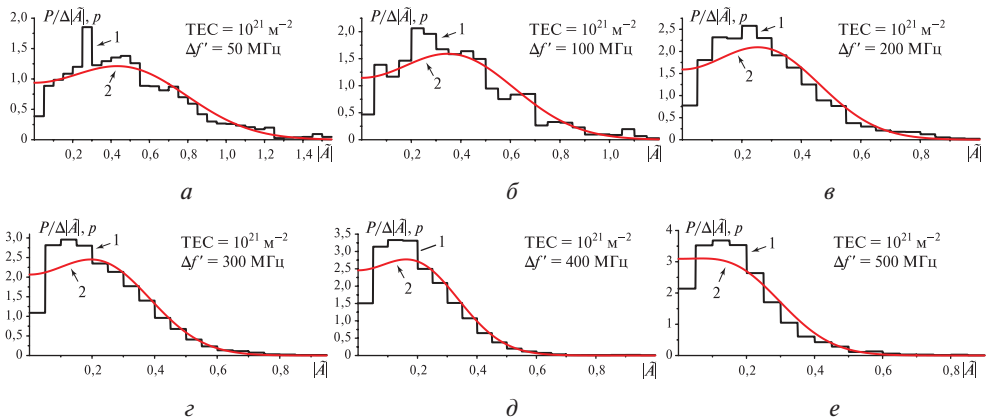 P/Δ|Ã|, p
TEC = 10²¹ м⁻²
Δf′ = 50 МГц
1
2
2,0
1,5
1,0
0,5
0
0,2 0,4 0,6 0,8 1,0 1,2 1,4 |Ã|
а
P/Δ|Ã|, p
TEC = 10²¹ м⁻²
Δf′ = 100 МГц
1
2
2
1,5
1
0,5
0
0,2 0,4 0,6 0,8 1,0 |Ã|
б
P/Δ|Ã|, p
TEC = 10²¹ м⁻²
Δf′ = 200 МГц
1
2
2,5
2,0
1,5
1,0
0,5
0
0,2 0,4 0,6 0,8 |Ã|
в
P/Δ|Ã|, p
TEC = 10²¹ м⁻²
Δf′ = 300 МГц
1
2
3,0
2,5
2,0
1,5
1,0
0,5
0
0,2 0,4 0,6 0,8 |Ã|
г
P/Δ|Ã|, p
TEC = 10²¹ м⁻²
Δf′ = 400 МГц
1
2
3,5
3,0
2,5
2,0
1,5
1,0
0,5
0
0,2 0,4 0,6 0,8 |Ã|
д
P/Δ|Ã|, p
TEC = 10²¹ м⁻²
Δf′ = 500 МГц
1
2
4
3
2
1
0
0,2 0,4 0,6 0,8 |Ã|
е